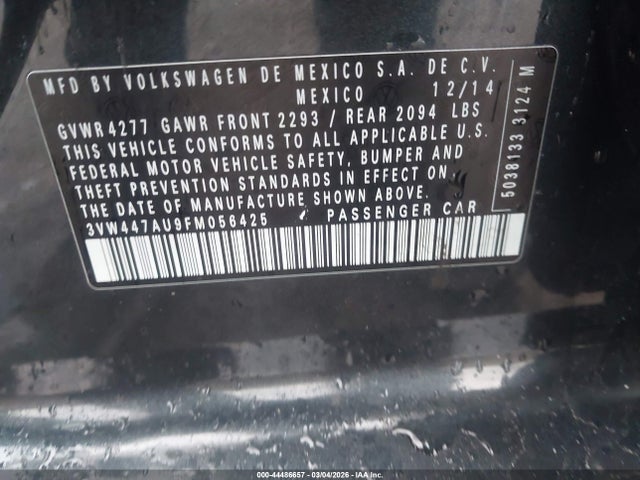 MFD BY VOLKSWAGEN DE MEXICO S.A. DE C.V.
MEXICO 12/14
GVWR 4277 GAWR FRONT 2293 / REAR 2094 LBS
THIS VEHICLE CONFORMS TO ALL APPLICABLE U.S.
FEDERAL MOTOR VEHICLE SAFETY, BUMPER AND
THEFT PREVENTION STANDARDS IN EFFECT ON
THE DATE OF MANUFACTURE SHOWN ABOVE.
3VW447AU9FM056425 PASSENGER CAR
5038133 3124 M
000-44486657 - 03/04/2026 - IAAI, Inc.